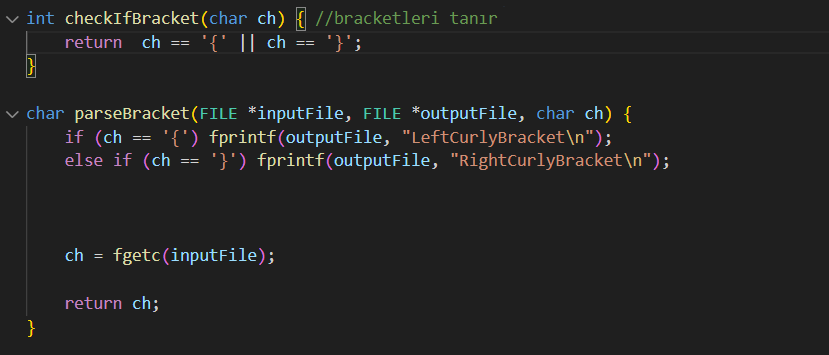 int checkIfBracket(char ch) { //bracketleri tanır
    return  ch == '{' || ch == '}';
}
char parseBracket(FILE *inputFile, FILE *outputFile, char ch) {
    if (ch == '{') fprintf(outputFile, "LeftCurlyBracket\n");
    else if (ch == '}') fprintf(outputFile, "RightCurlyBracket\n");
    ch = fgetc(inputFile);
    return ch;
}